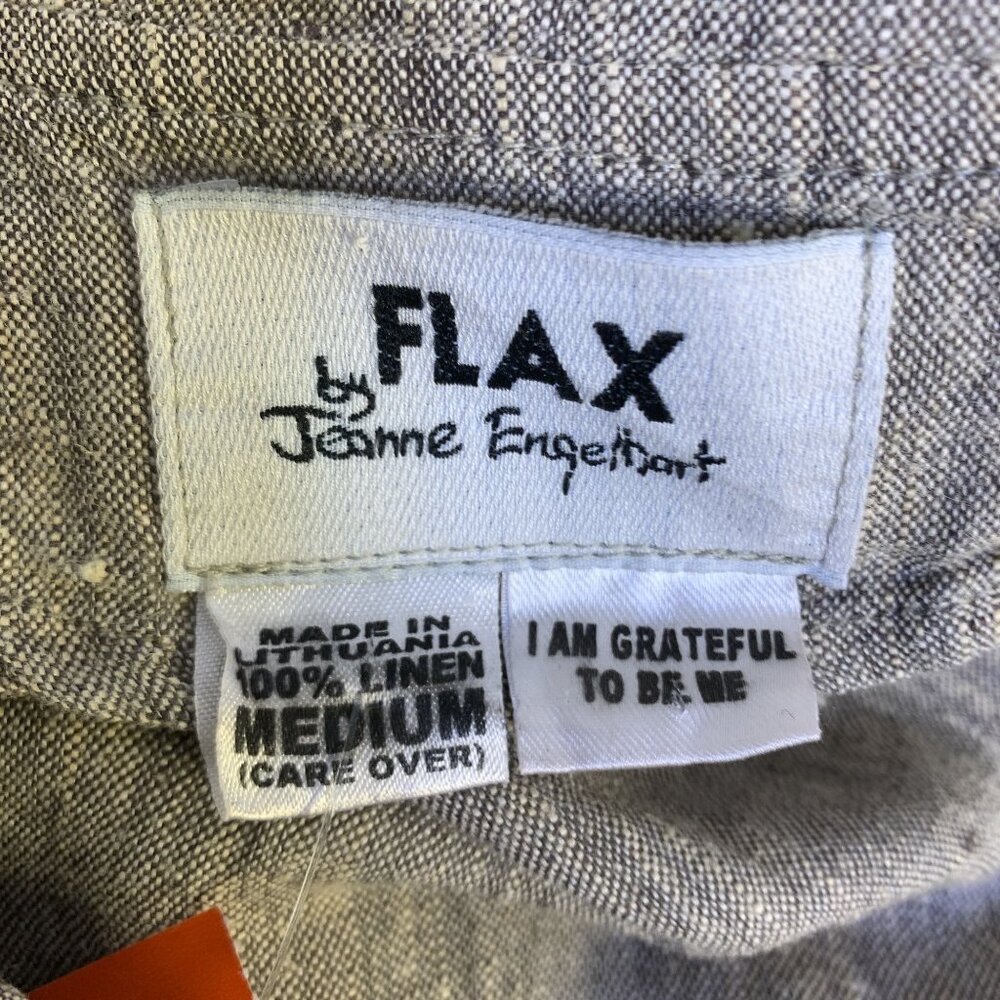 FLAX
by
Jeanne Engelhart
MADE IN
LITHUANIA
100% LINEN
MEDIUM
(CARE OVER)
I AM GRATEFUL
TO BE ME